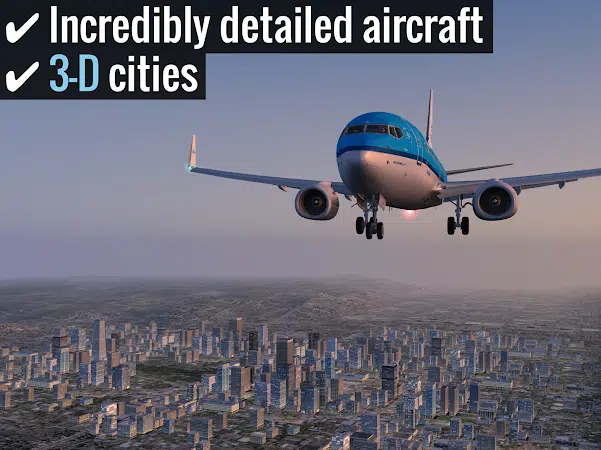 ✔ Incredibly detailed aircraft
✔ 3-D cities